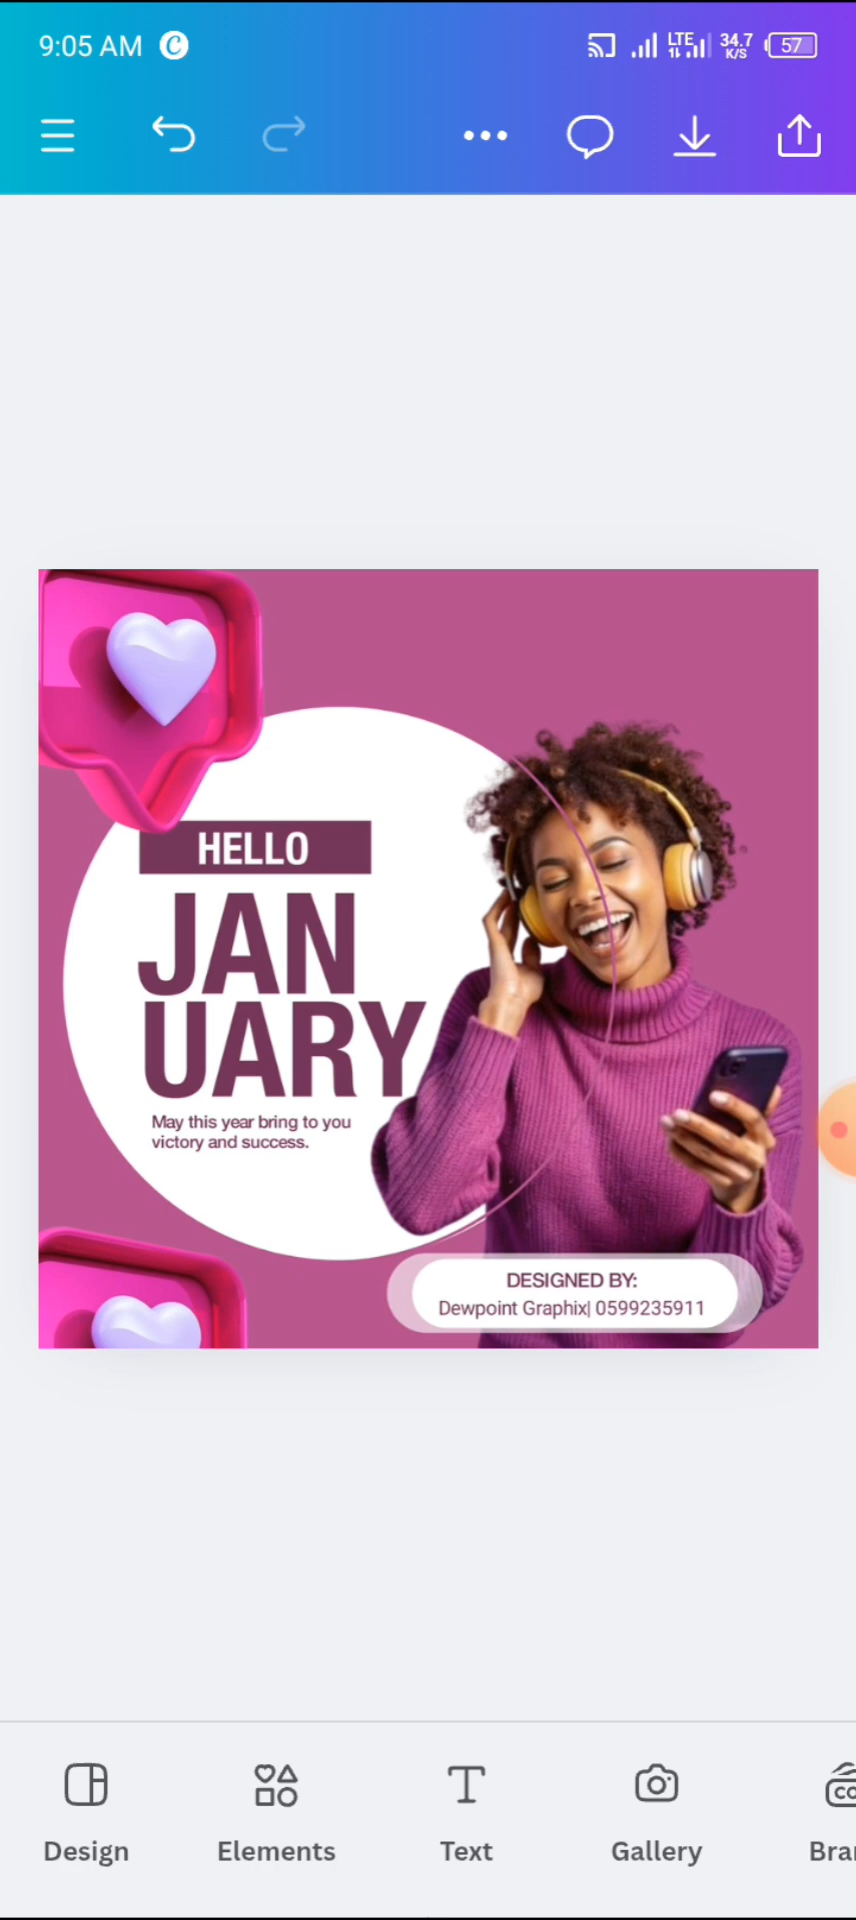 9:05 AM
LTE
34.7
K/S
57
HELLO
JAN
UARY
May this year bring to you
victory and success.
DESIGNED BY:
Dewpoint Graphix| 0599235911
Design
Elements
Text
Gallery
Bran